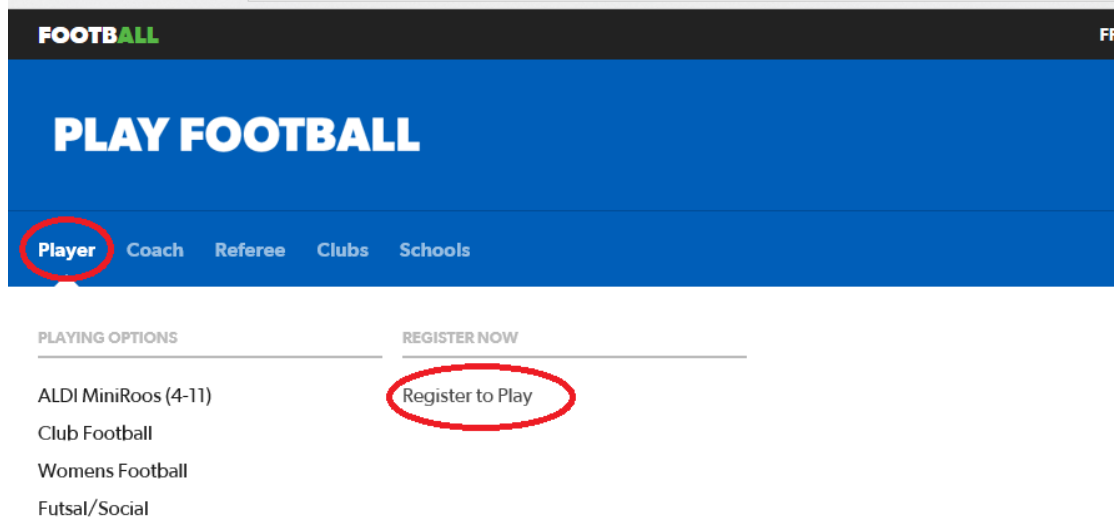 FOOTBALL
PLAY FOOTBALL
Player Coach Referee Clubs Schools
PLAYING OPTIONS
REGISTER NOW
ALDI MiniRoos (4-11)
Register to Play
Club Football
Womens Football
Futsal/Social